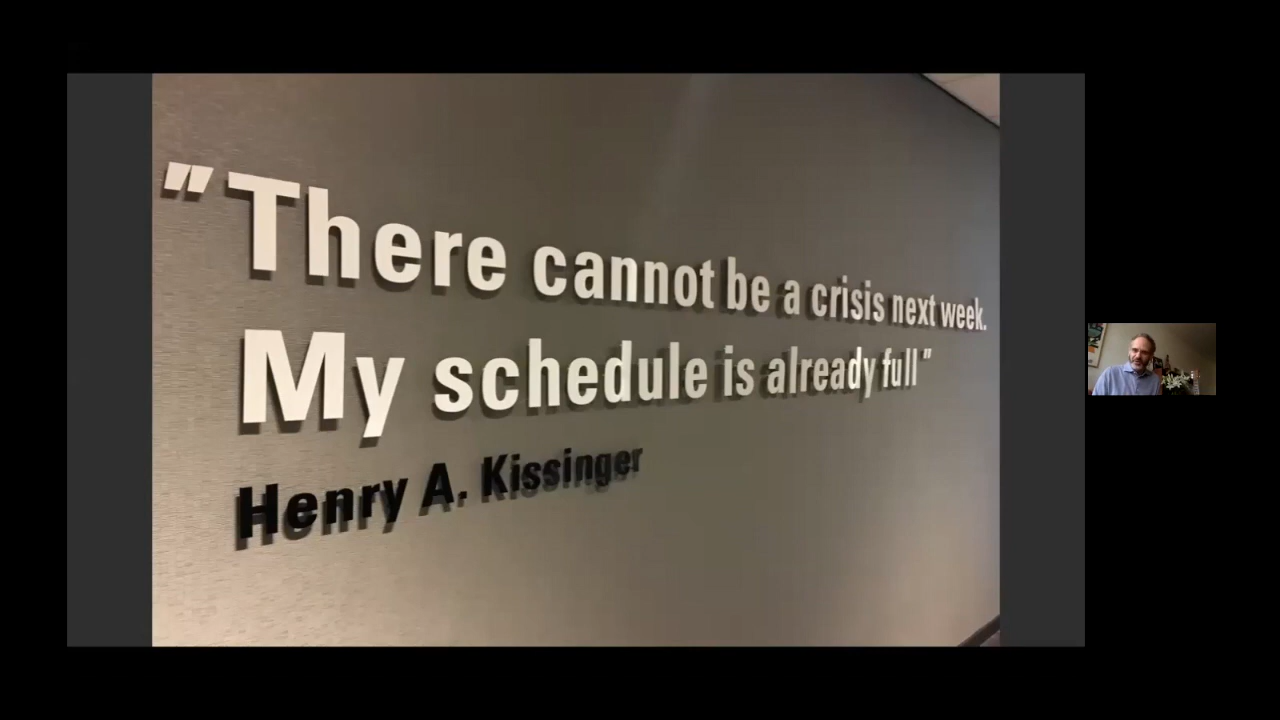 "There cannot be a crisis next week.
My schedule is already full"
Henry A. Kissinger